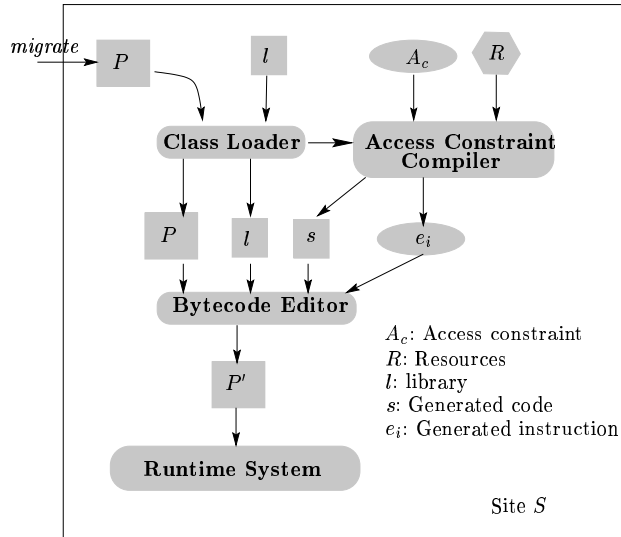 migrate
P
l
A_c
R
Class Loader
Access Constraint
Compiler
P
l
s
e_i
Bytecode Editor
A_c: Access constraint
R: Resources
l: library
s: Generated code
e_i: Generated instruction
P'
Runtime System
Site S